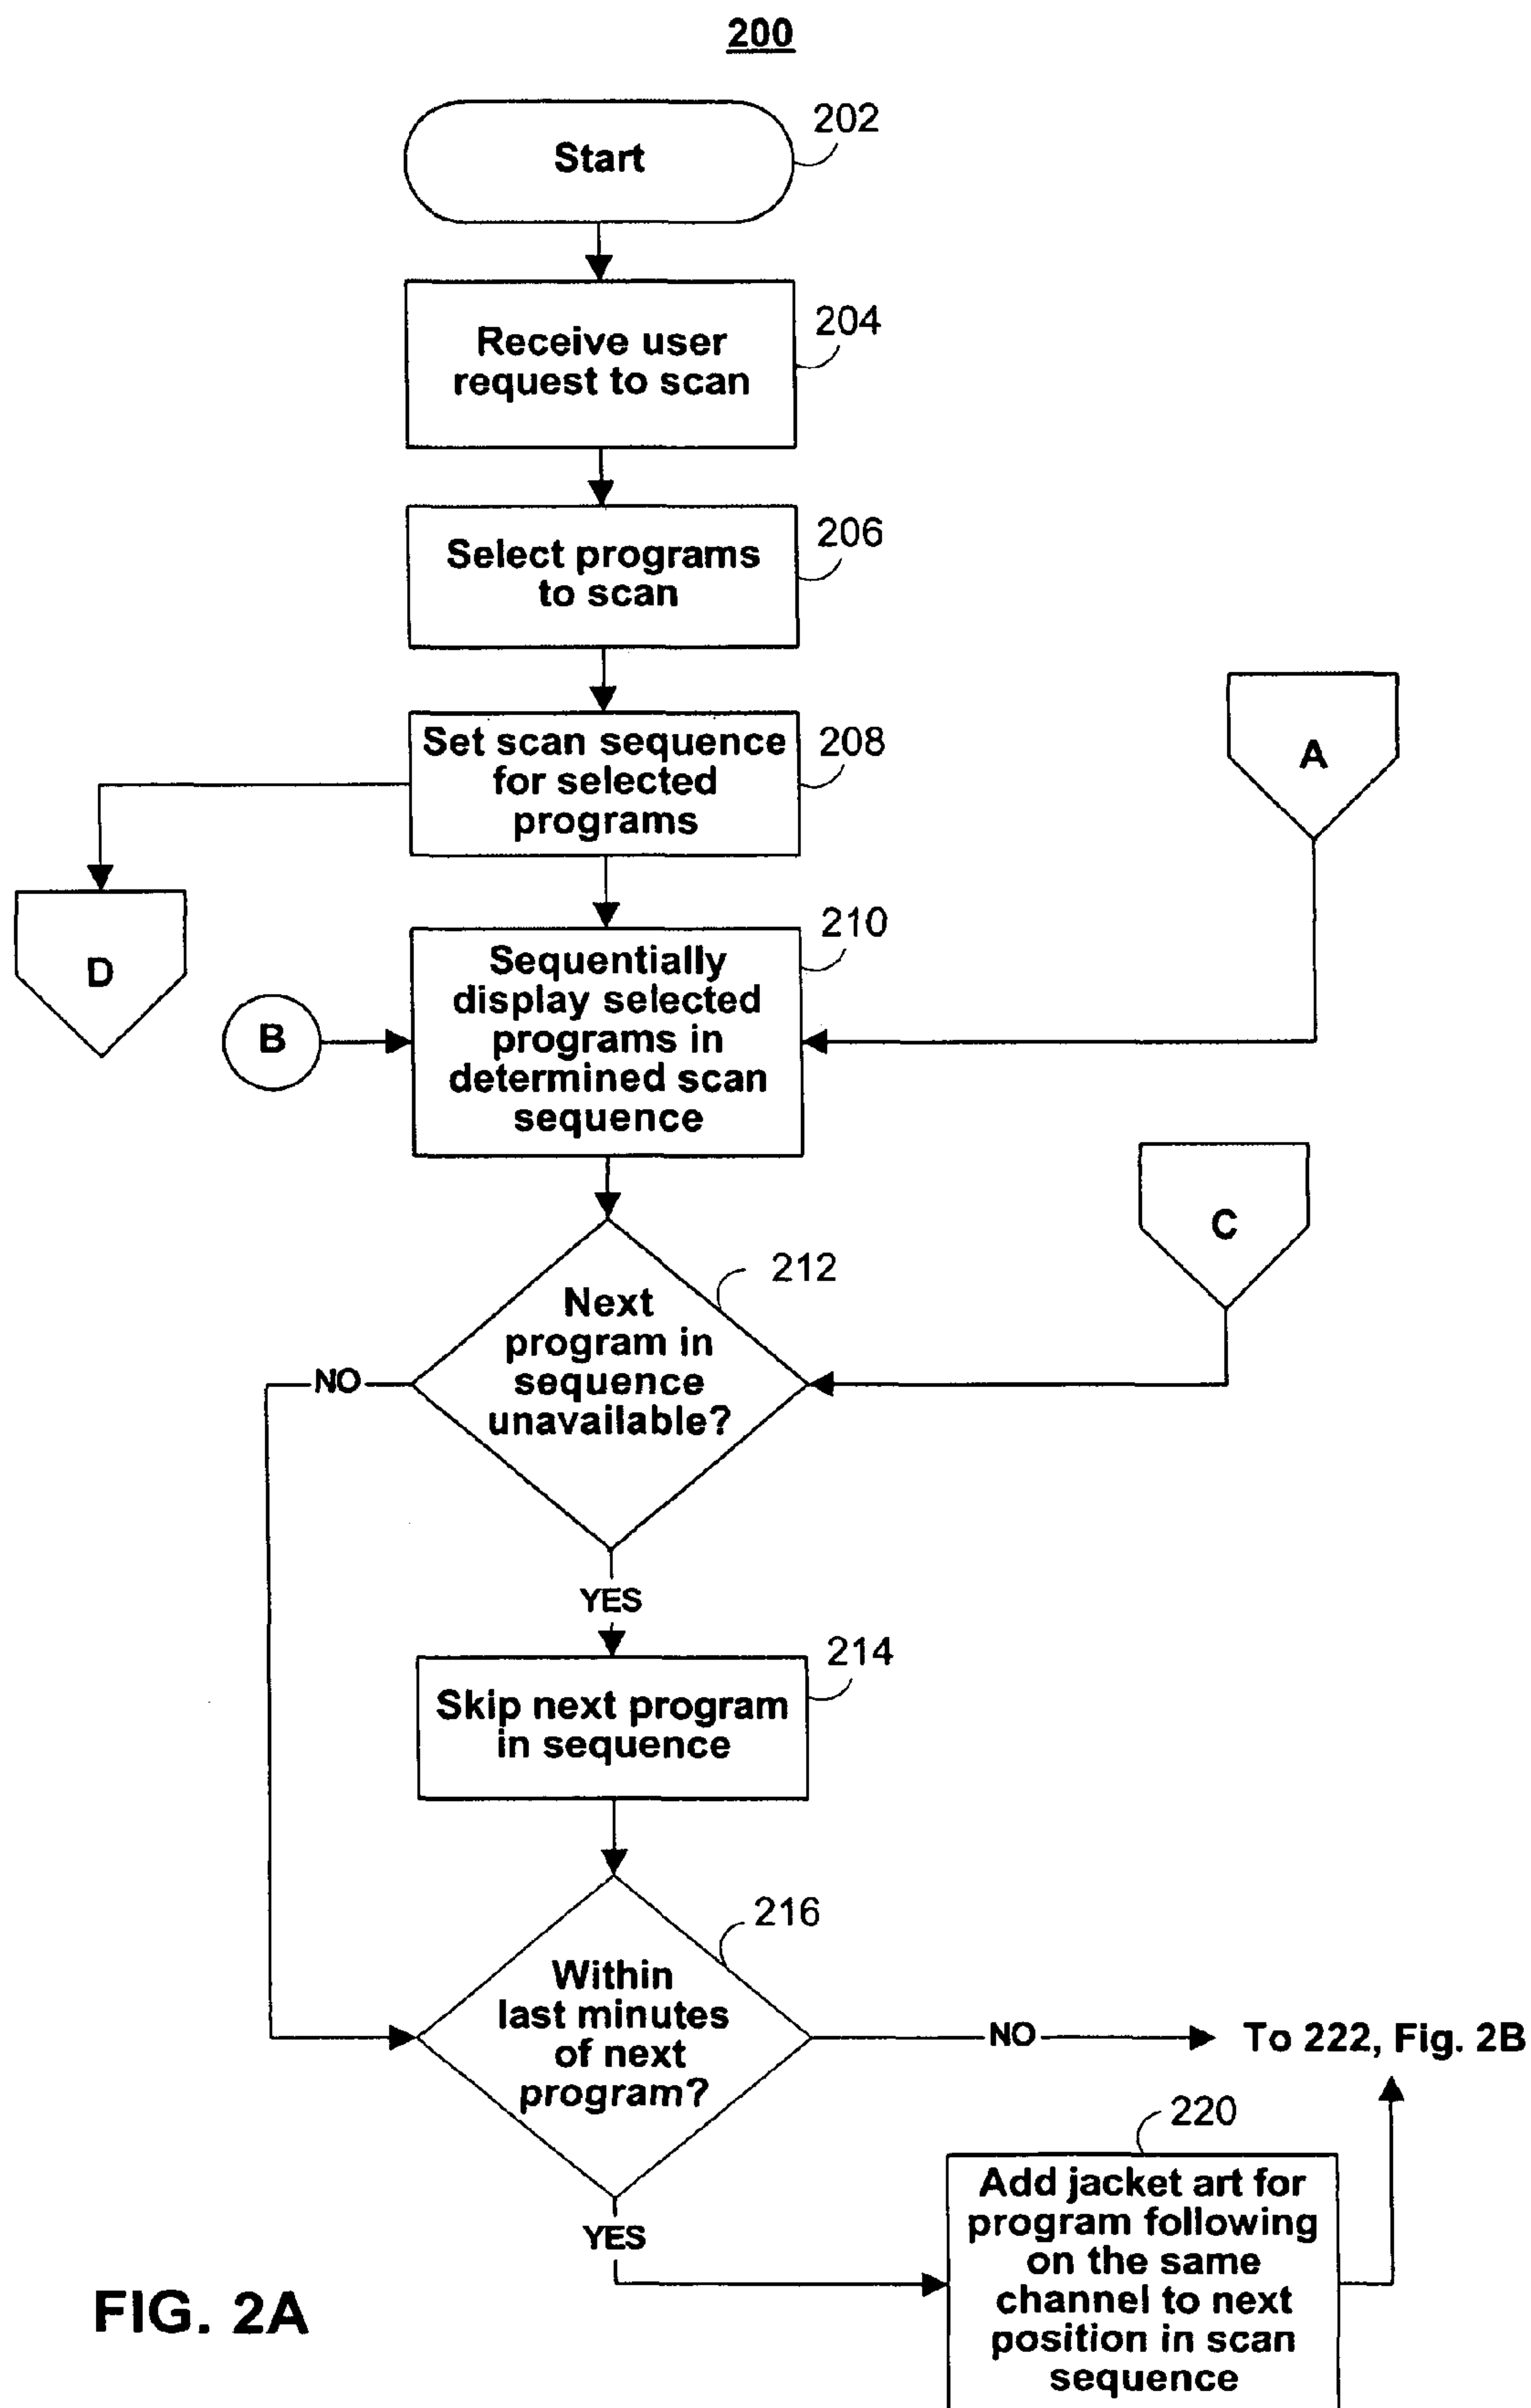 200
Start
202
Receive user
request to scan
204
Select programs
to scan
206
Set scan sequence
for selected
programs
208
A
D
B
Sequentially
display selected
programs in
determined scan
sequence
210
C
Next
program in
sequence
unavailable?
212
NO
YES
Skip next program
in sequence
214
Within
last minutes
of next
program?
216
NO
To 222, Fig. 2B
YES
220
Add jacket art for
program following
on the same
channel to next
position in scan
sequence
FIG. 2A